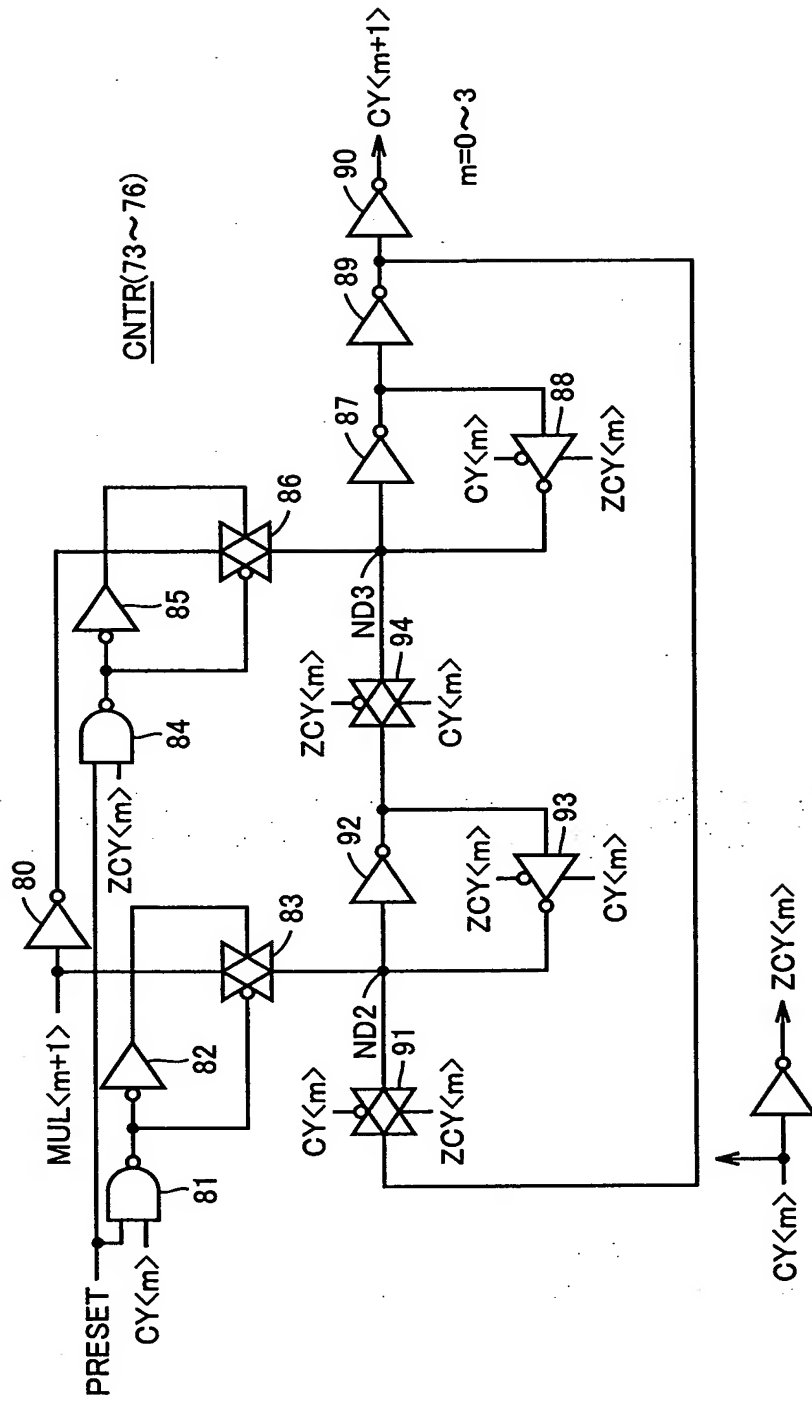 CNTR(73~76)
PRESET
CY<m>
MUL<m+1>
80
81
82
83
ZCY<m>
84
85
86
CY<m>
ND2
91
ZCY<m>
92
ZCY<m>
93
CY<m>
ZCY<m>
ND3
94
CY<m>
87
CY<m>
88
ZCY<m>
89
90
CY<m+1>
m=0~3
CY<m>
ZCY<m>